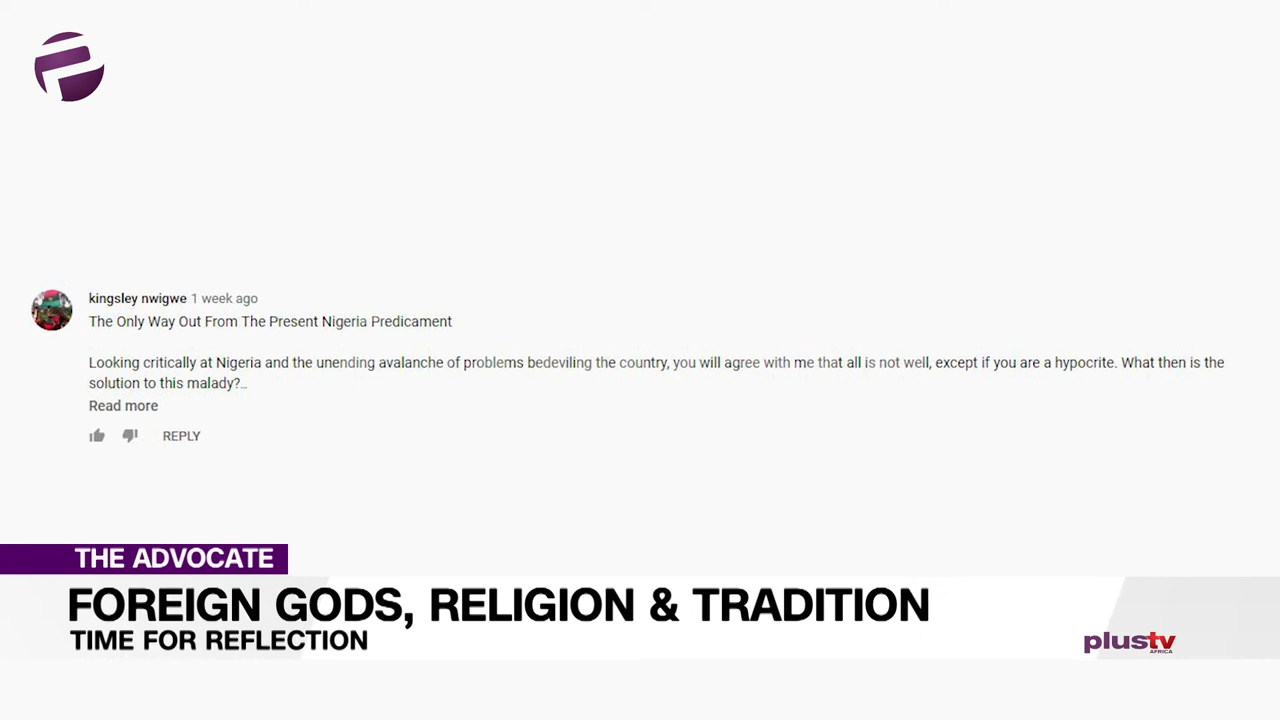 kingsley nwigwe 1 week ago
The Only Way Out From The Present Nigeria Predicament
Looking critically at Nigeria and the unending avalanche of problems bedeviling the country, you will agree with me that all is not well, except if you are a hypocrite. What then is the
solution to this malady?...
Read more
REPLY
THE ADVOCATE
FOREIGN GODS, RELIGION & TRADITION
TIME FOR REFLECTION
plustv
AFRICA